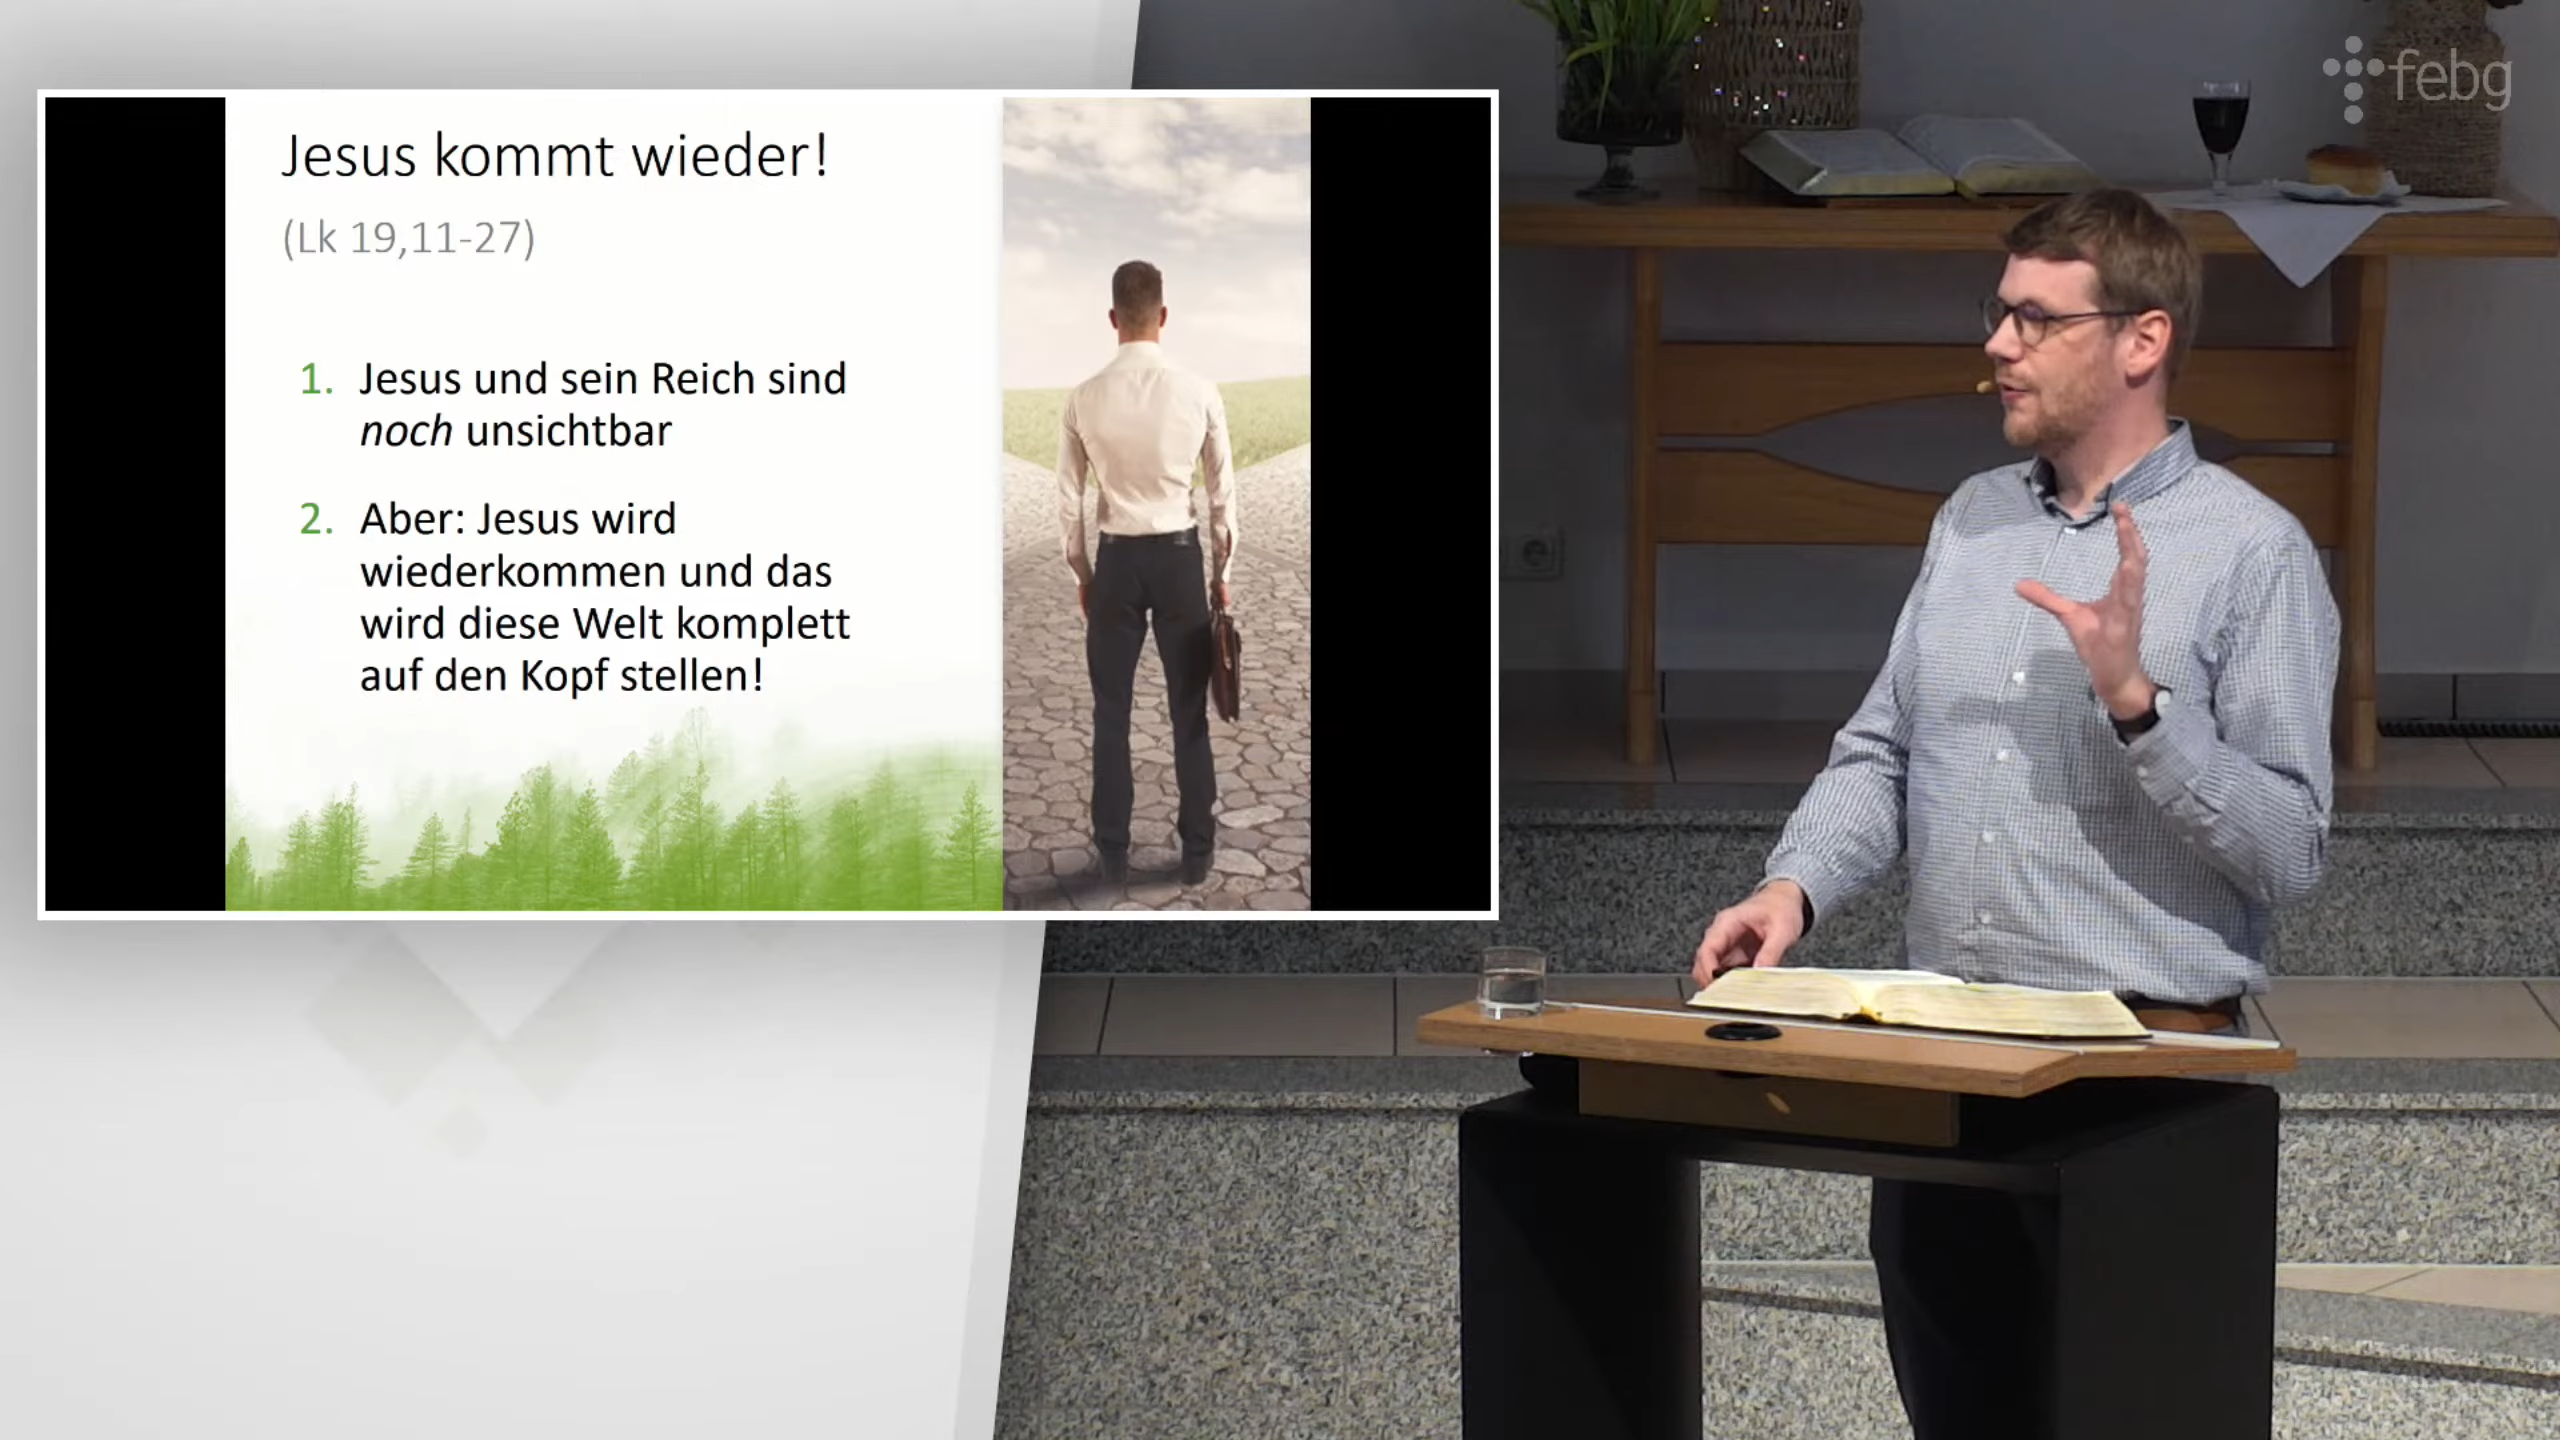 Jesus kommt wieder!
(Lk 19,11-27)
1. Jesus und sein Reich sind
noch unsichtbar
2. Aber: Jesus wird
wiederkommen und das
wird diese Welt komplett
auf den Kopf stellen!
febg